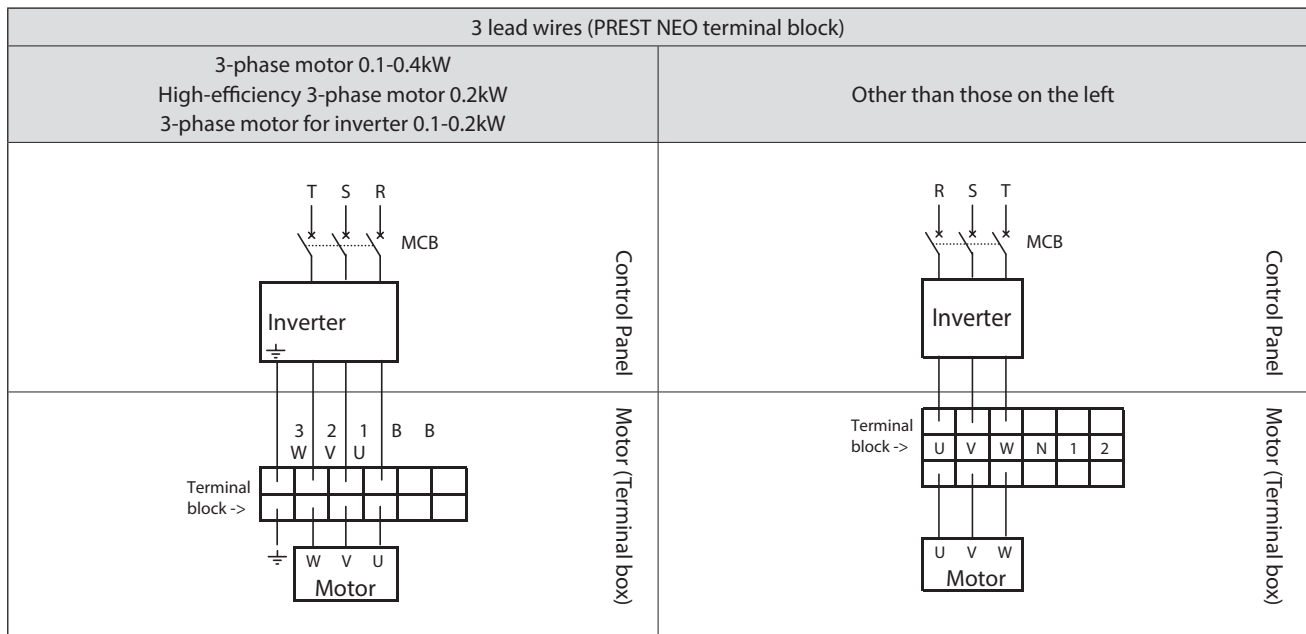 3 lead wires (PREST NEO terminal block)
3-phase motor 0.1-0.4kW
High-efficiency 3-phase motor 0.2kW
3-phase motor for inverter 0.1-0.2kW
Other than those on the left
T S R
MCB
Inverter
Control Panel
3 2 1 B B
W V U
Terminal
block ->
W V U
Motor
Motor (Terminal box)
R S T
MCB
Inverter
Control Panel
Terminal
block ->
U V W N 1 2
U V W
Motor
Motor (Terminal box)